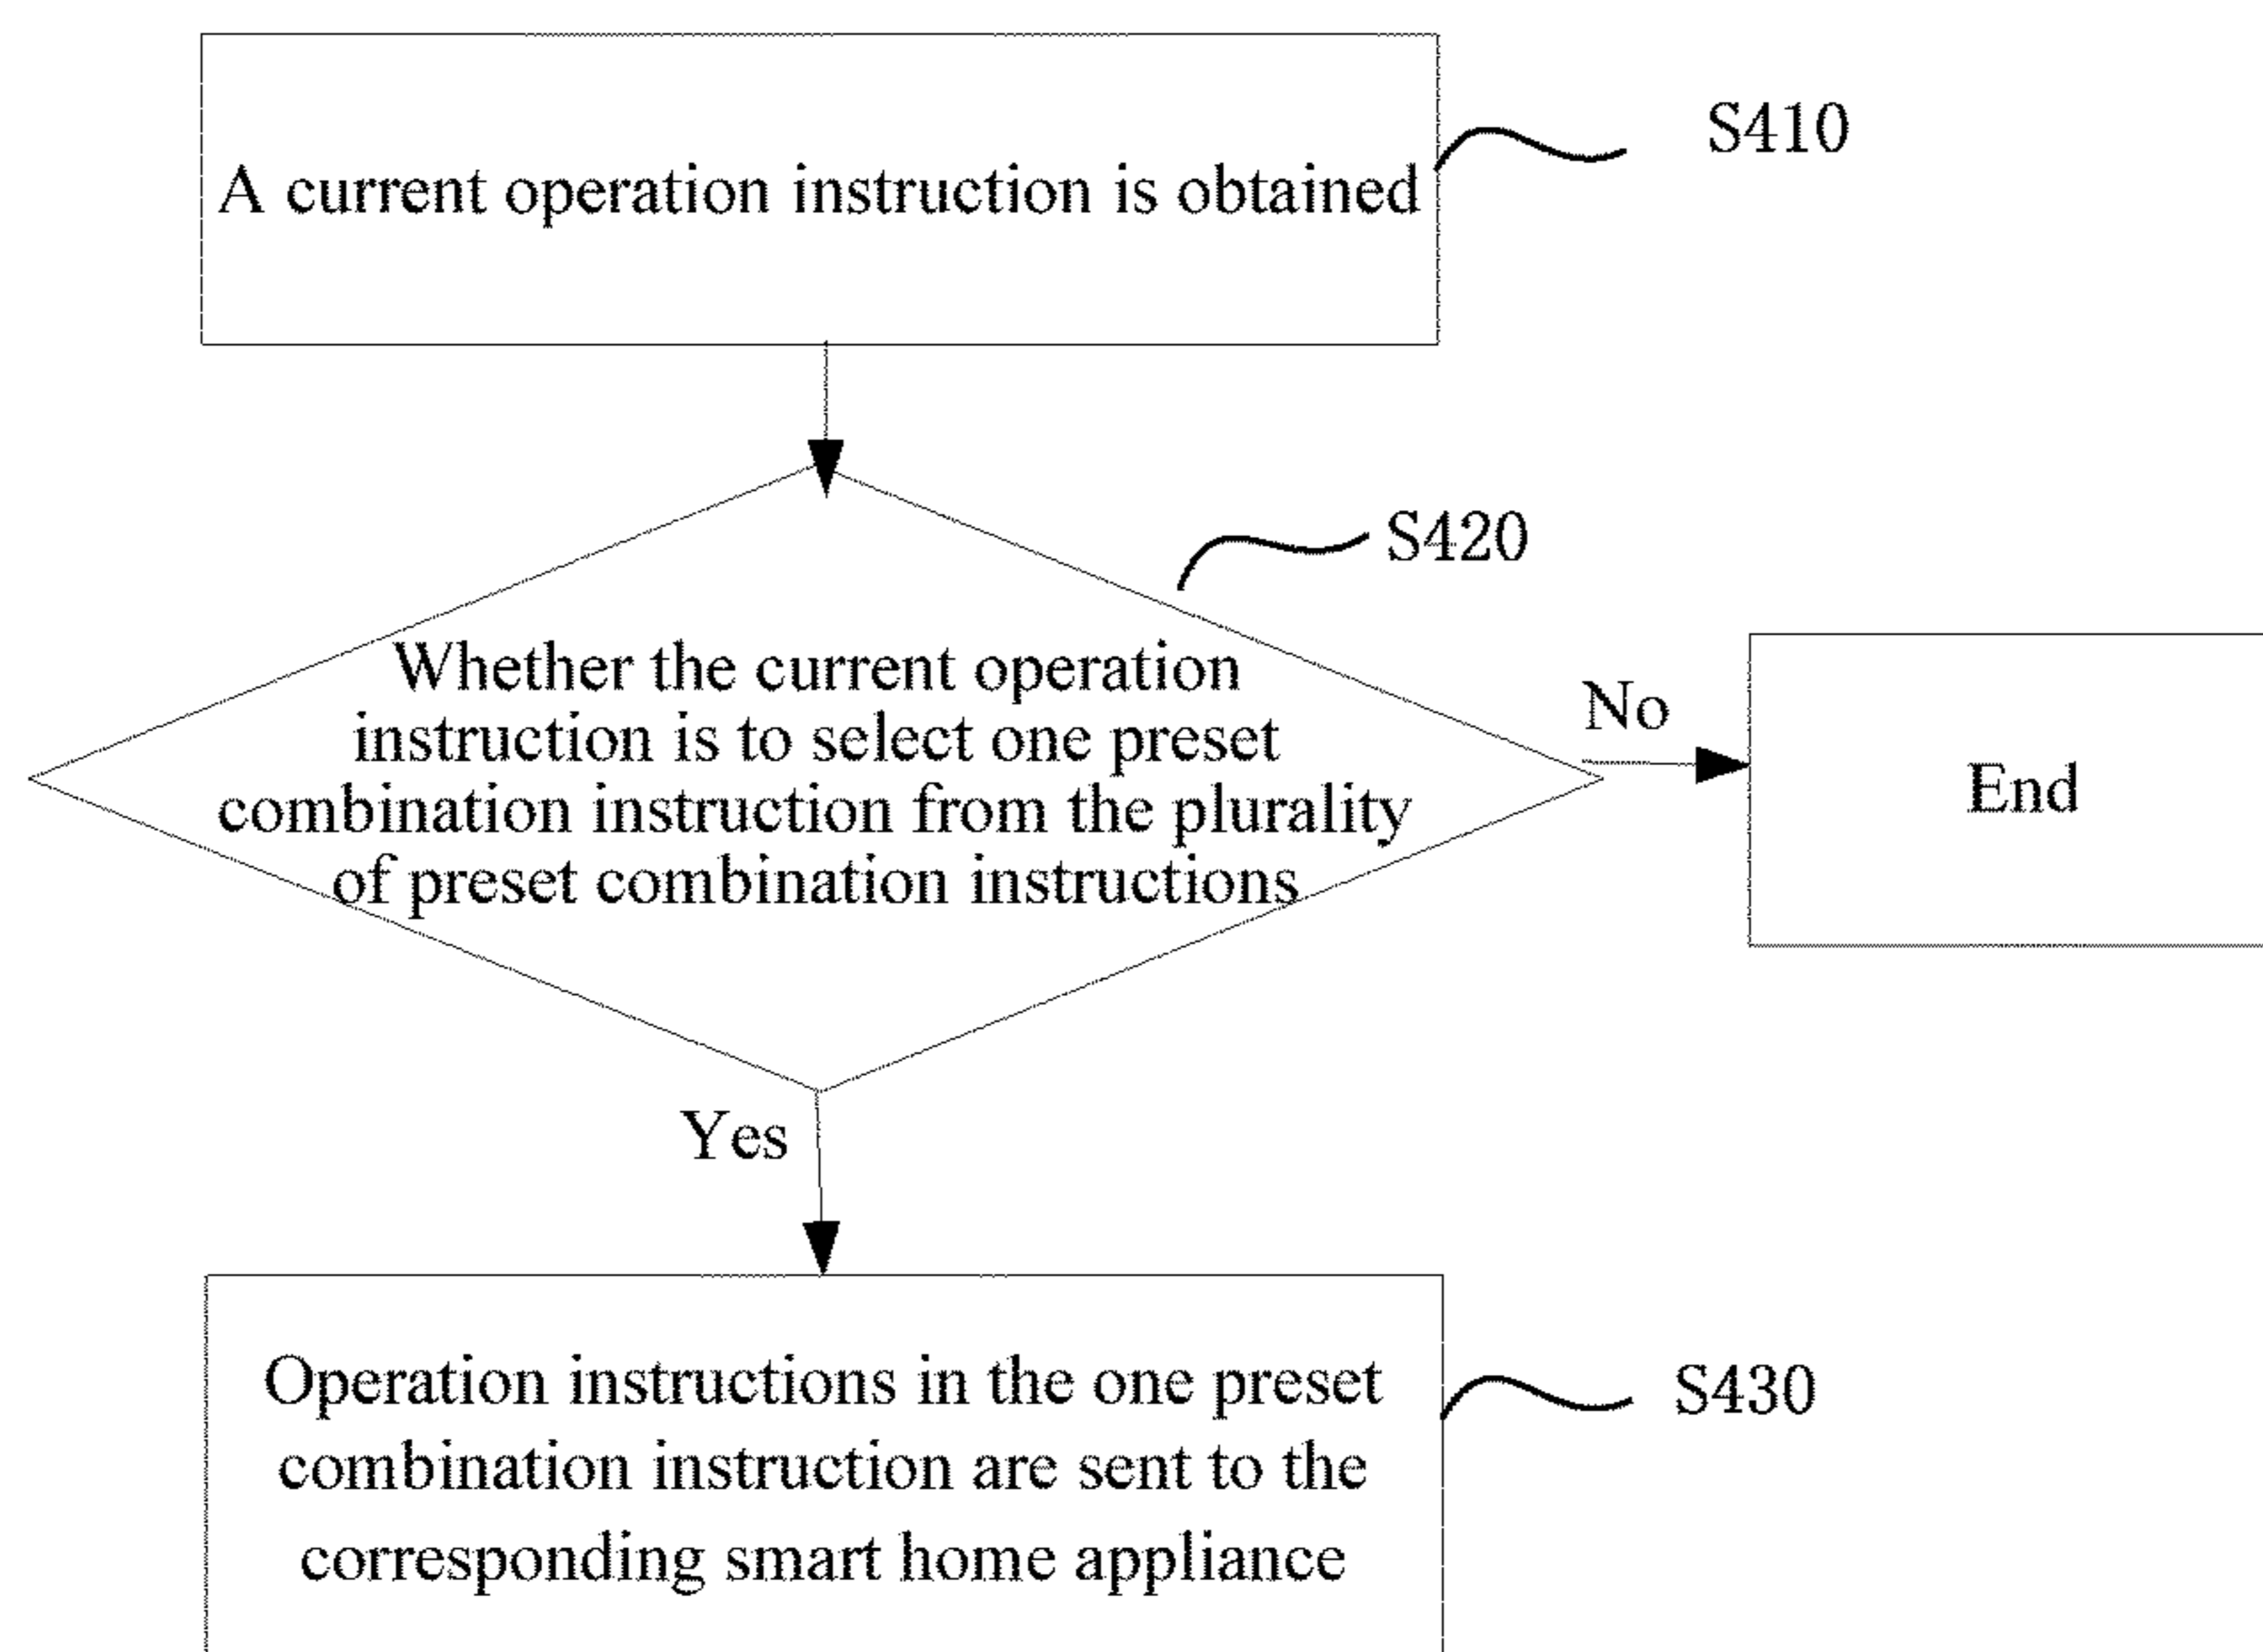 A current operation instruction is obtained
S410
S420
Whether the current operation
instruction is to select one preset
combination instruction from the plurality
of preset combination instructions
No
End
Yes
Operation instructions in the one preset
combination instruction are sent to the
corresponding smart home appliance
S430